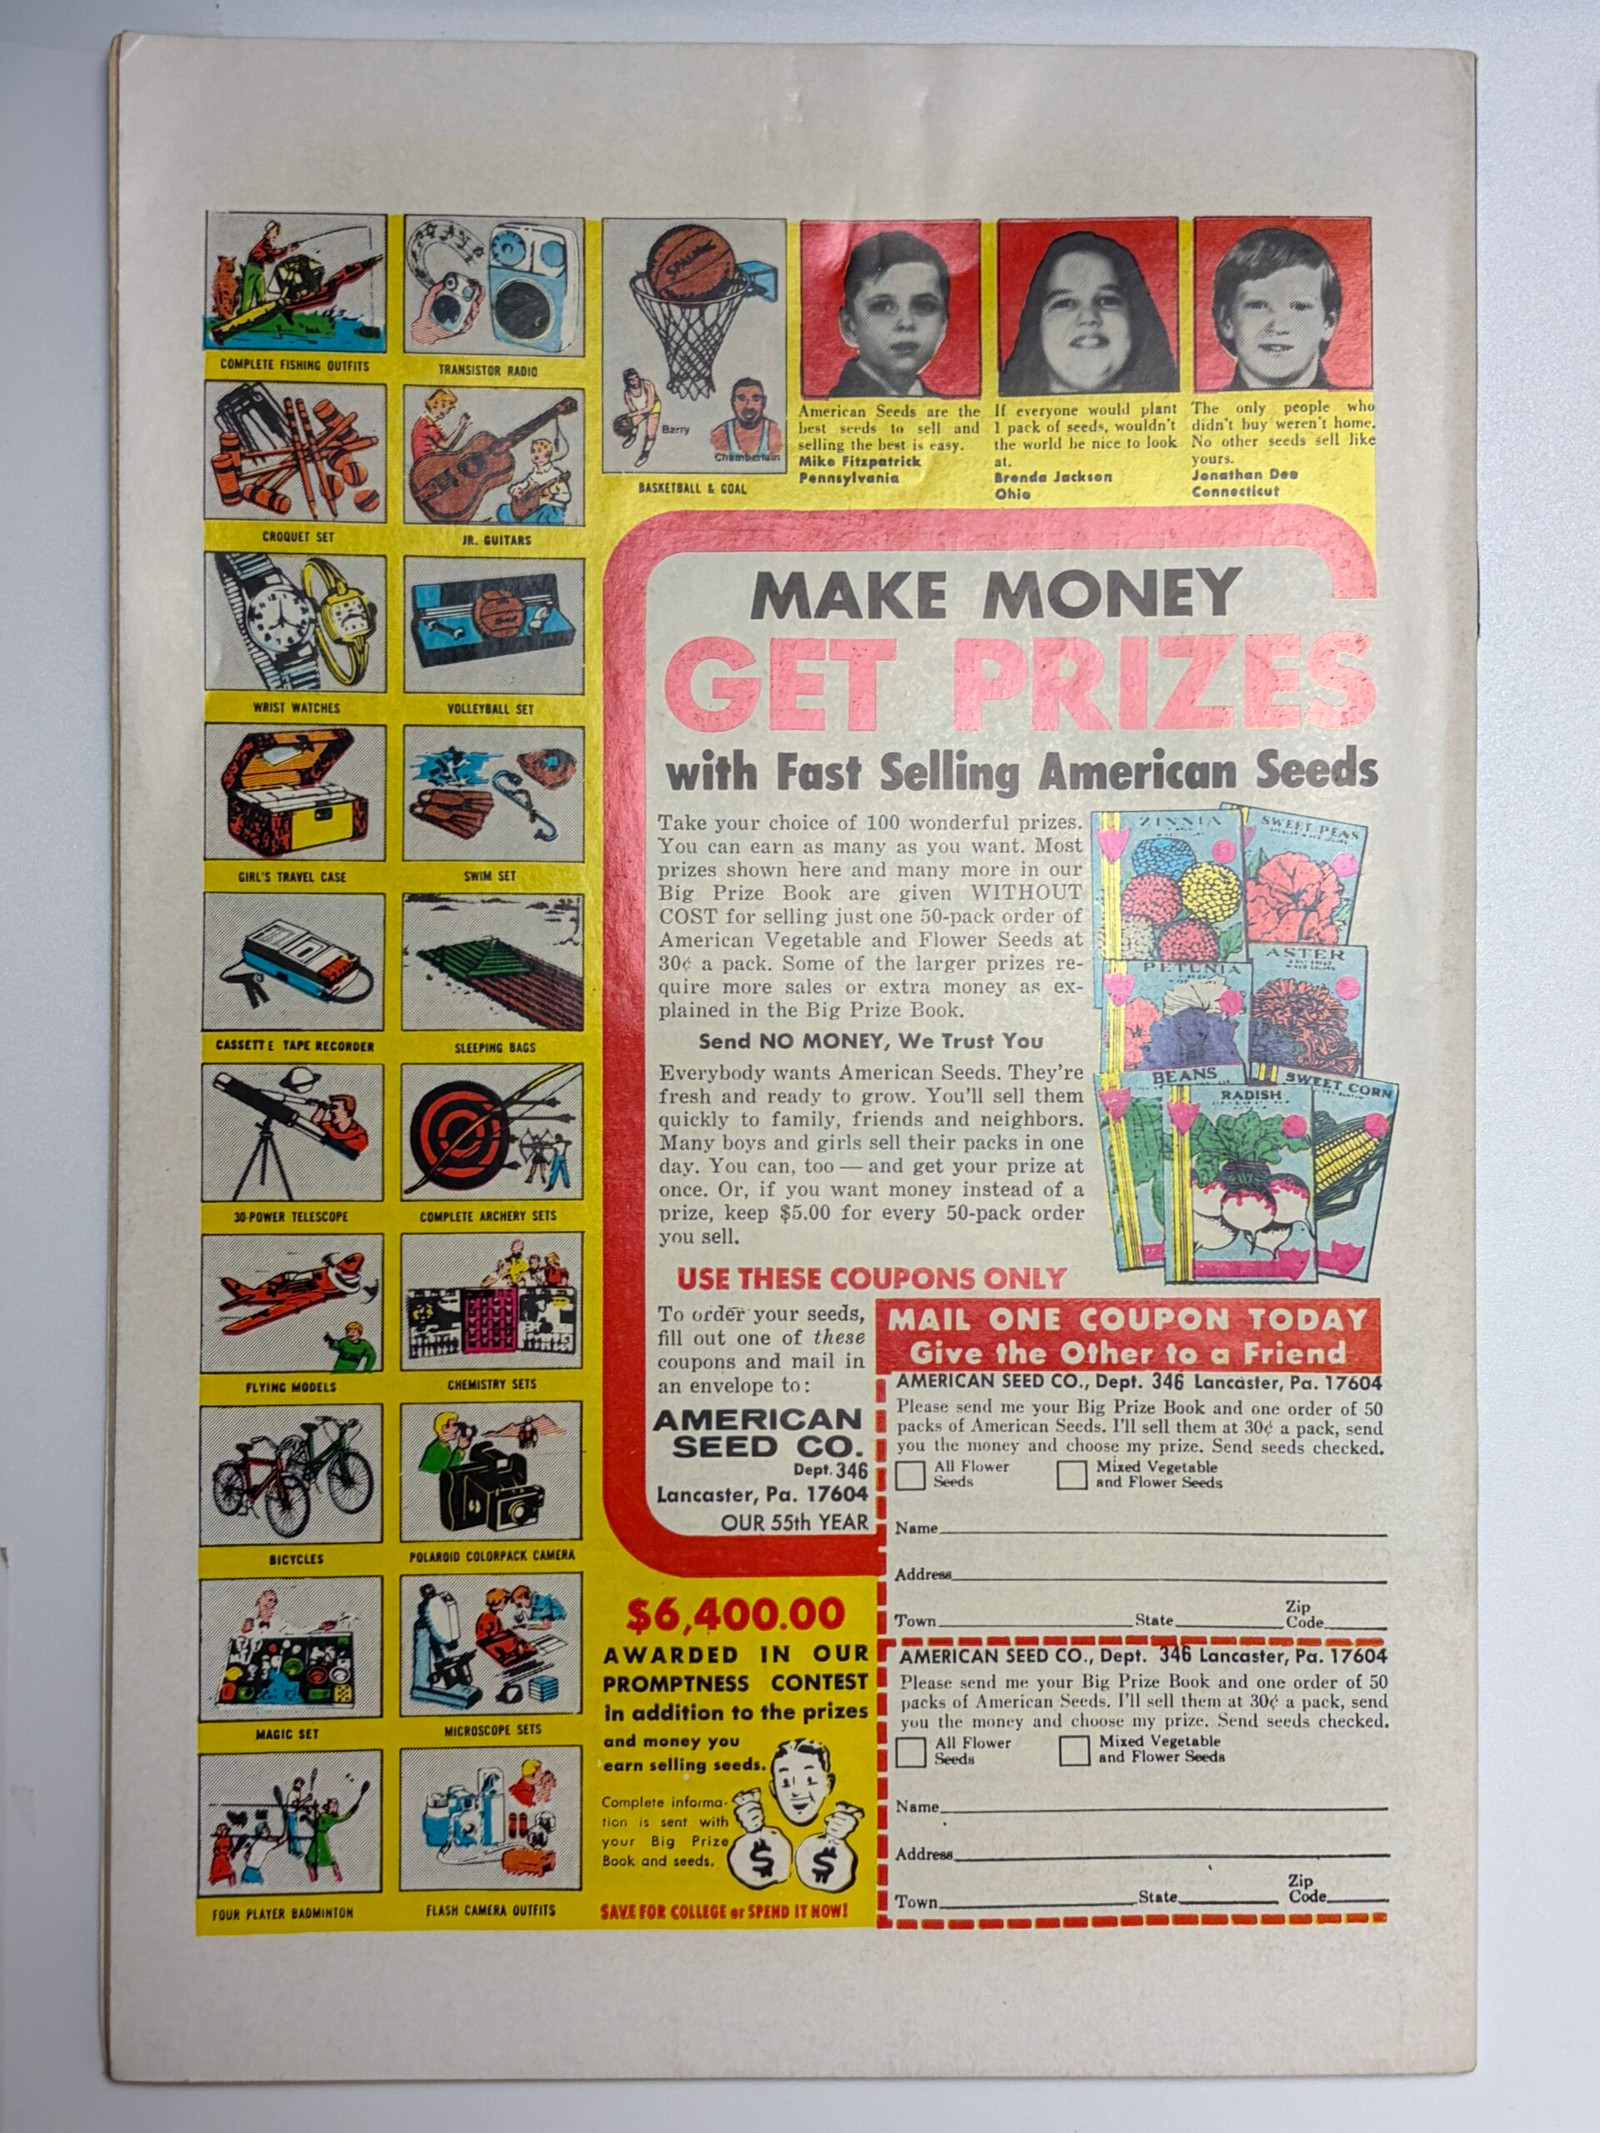 COMPLETE FISHING OUTFITS
TRANSISTOR RADIO
CROQUET SET
JR. GUITARS
WRIST WATCHES
VOLLEYBALL SET
GIRL'S TRAVEL CASE
SWIM SET
CASSETTE TAPE RECORDER
SLEEPING BAGS
30-POWER TELESCOPE
COMPLETE ARCHERY SETS
FLYING MODELS
CHEMISTRY SETS
BICYCLES
POLAROID COLORPACK CAMERA
MAGIC SET
MICROSCOPE SETS
FOUR PLAYER BADMINTON
FLASH CAMERA OUTFITS
SPALDING
Barry
Chamberlain
BASKETBALL & GOAL
American Seeds are the
best seeds to sell and
selling the best is easy.
Mike Fitzpatrick
Pennsylvania
If everyone would plant
1 pack of seeds, wouldn't
the world be nice to look
at.
Brenda Jackson
Ohio
The only people who
didn't buy weren't home.
No other seeds sell like
yours.
Jonathan Dee
Connecticut
MAKE MONEY
GET PRIZES
with Fast Selling American Seeds
Take your choice of 100 wonderful prizes.
You can earn as many as you want. Most
prizes shown here and many more in our
Big Prize Book are given WITHOUT
COST for selling just one 50-pack order of
American Vegetable and Flower Seeds at
30¢ a pack. Some of the larger prizes re-
quire more sales or extra money as ex-
plained in the Big Prize Book.
Send NO MONEY, We Trust You
Everybody wants American Seeds. They're
fresh and ready to grow. You'll sell them
quickly to family, friends and neighbors.
Many boys and girls sell their packs in one
day. You can, too — and get your prize at
once. Or, if you want money instead of a
prize, keep $5.00 for every 50-pack order
you sell.
ZINNIA
SWEET PEAS
PETUNIA
ASTER
BEANS
RADISH
SWEET CORN
USE THESE COUPONS ONLY
To order your seeds,
fill out one of these
coupons and mail in
an envelope to:
AMERICAN
SEED CO.
Dept. 346
Lancaster, Pa. 17604
OUR 55th YEAR
MAIL ONE COUPON TODAY
Give the Other to a Friend
AMERICAN SEED CO., Dept. 346 Lancaster, Pa. 17604
Please send me your Big Prize Book and one order of 50
packs of American Seeds. I'll sell them at 30¢ a pack, send
you the money and choose my prize. Send seeds checked.
All Flower
Seeds
Mixed Vegetable
and Flower Seeds
Name
Address
Town State Zip Code
AMERICAN SEED CO., Dept. 346 Lancaster, Pa. 17604
Please send me your Big Prize Book and one order of 50
packs of American Seeds. I'll sell them at 30¢ a pack, send
you the money and choose my prize. Send seeds checked.
All Flower
Seeds
Mixed Vegetable
and Flower Seeds
Name
Address
Town State Zip Code
$6,400.00
AWARDED IN OUR
PROMPTNESS CONTEST
in addition to the prizes
and money you
earn selling seeds.
Complete informa-
tion is sent with
your Big Prize
Book and seeds.
$ $
SAVE FOR COLLEGE or SPEND IT NOW!